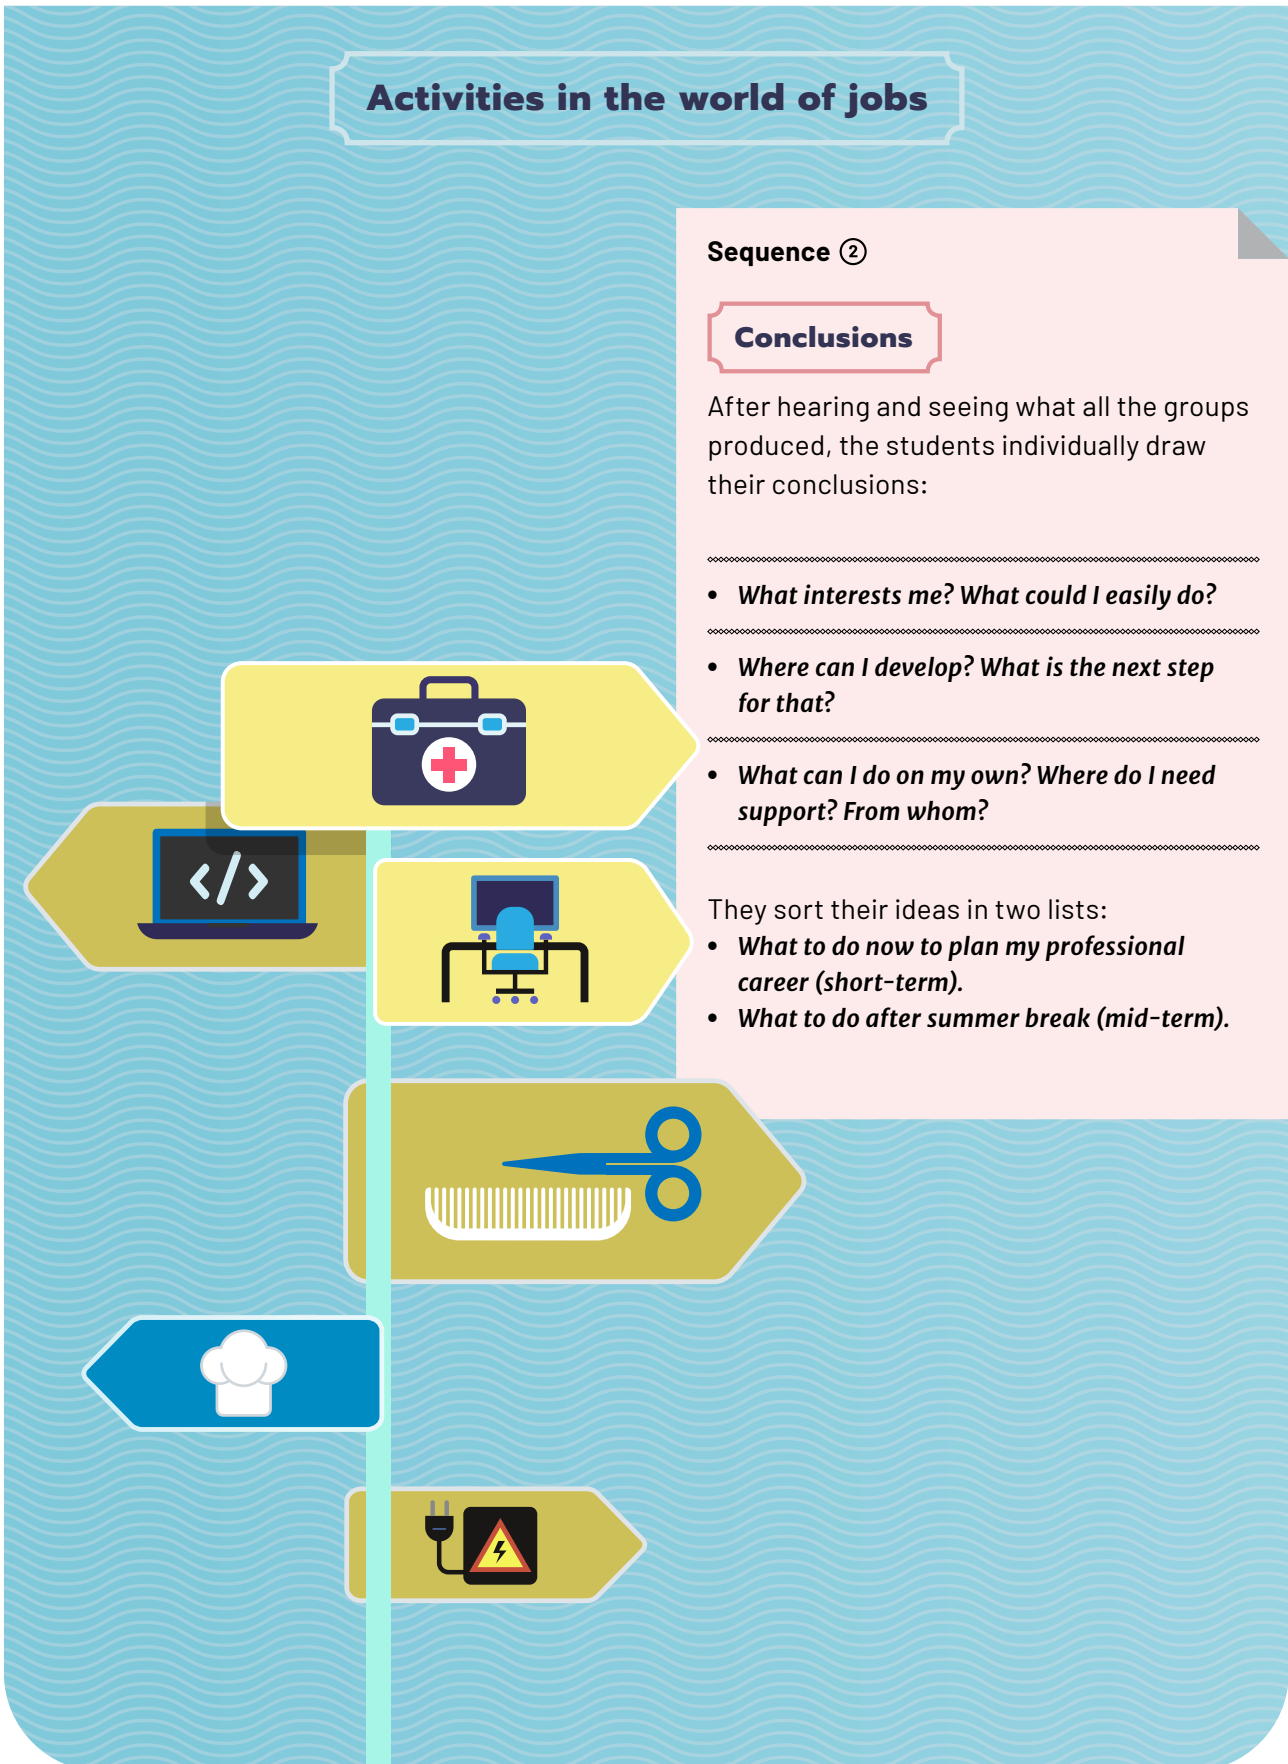 Activities in the world of jobs
Sequence ②
Conclusions
After hearing and seeing what all the groups
produced, the students individually draw
their conclusions:
• What interests me? What could I easily do?
• Where can I develop? What is the next step
for that?
• What can I do on my own? Where do I need
support? From whom?
They sort their ideas in two lists:
• What to do now to plan my professional
career (short-term).
• What to do after summer break (mid-term).